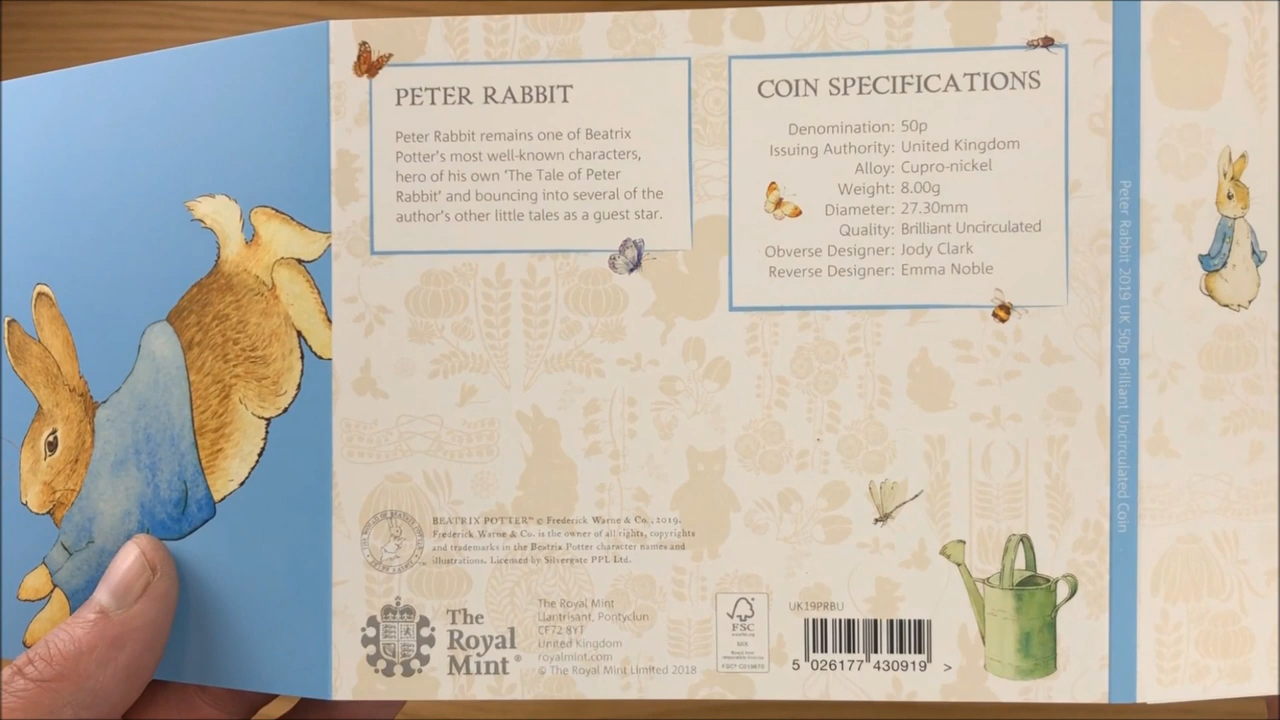 PETER RABBIT
Peter Rabbit remains one of Beatrix
Potter's most well-known characters,
hero of his own 'The Tale of Peter
Rabbit' and bouncing into several of the
author's other little tales as a guest star.
COIN SPECIFICATIONS
Denomination: 50p
Issuing Authority: United Kingdom
Alloy: Cupro-nickel
Weight: 8.00g
Diameter: 27.30mm
Quality: Brilliant Uncirculated
Obverse Designer: Jody Clark
Reverse Designer: Emma Noble
BEATRIX POTTER™ © Frederick Warne & Co., 2019.
Frederick Warne & Co. is the owner of all rights, copyrights
and trademarks in the Beatrix Potter character names and
illustrations. Licensed by Silvergate PPL Ltd.
The
Royal
Mint®
The Royal Mint
Llantrisant, Pontyclun
CF72 8YT
United Kingdom
royalmint.com
© The Royal Mint Limited 2018
FSC
MIX
UK19PRBU
5 026177 430919 >
Peter Rabbit 2019 UK 50p Brilliant Uncirculated Coin